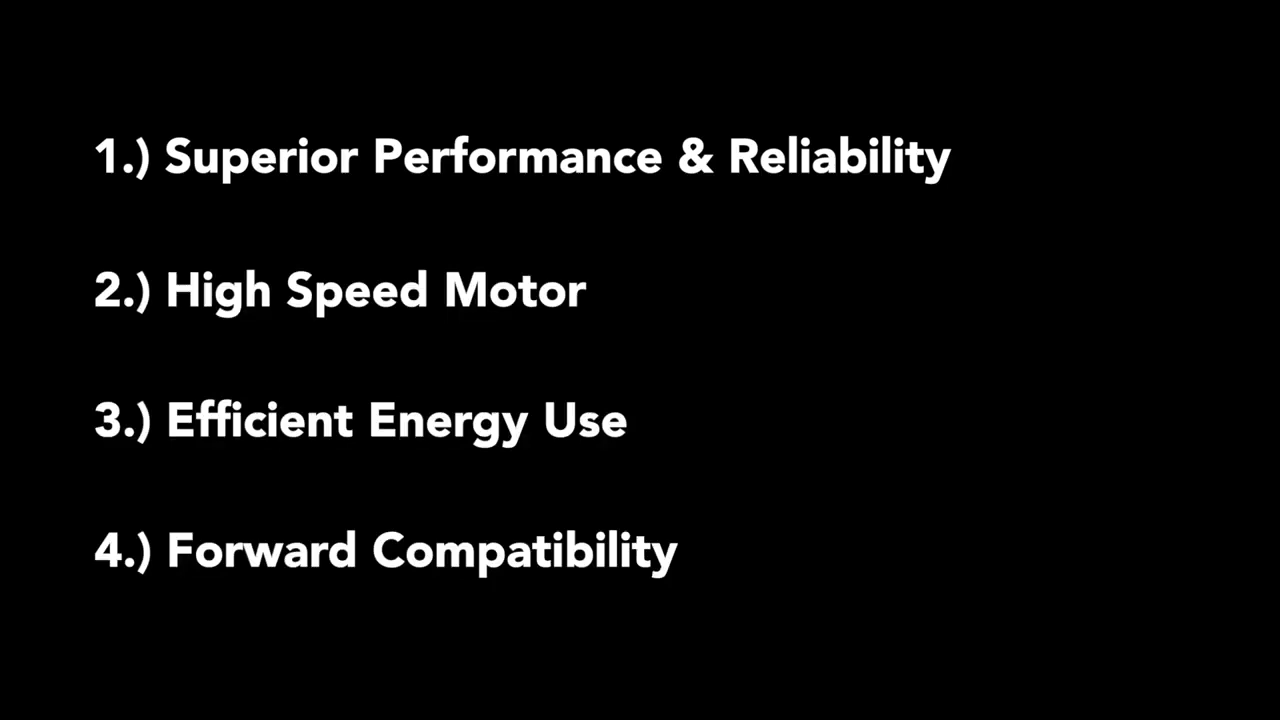 1.) Superior Performance & Reliability
2.) High Speed Motor
3.) Efficient Energy Use
4.) Forward Compatibility